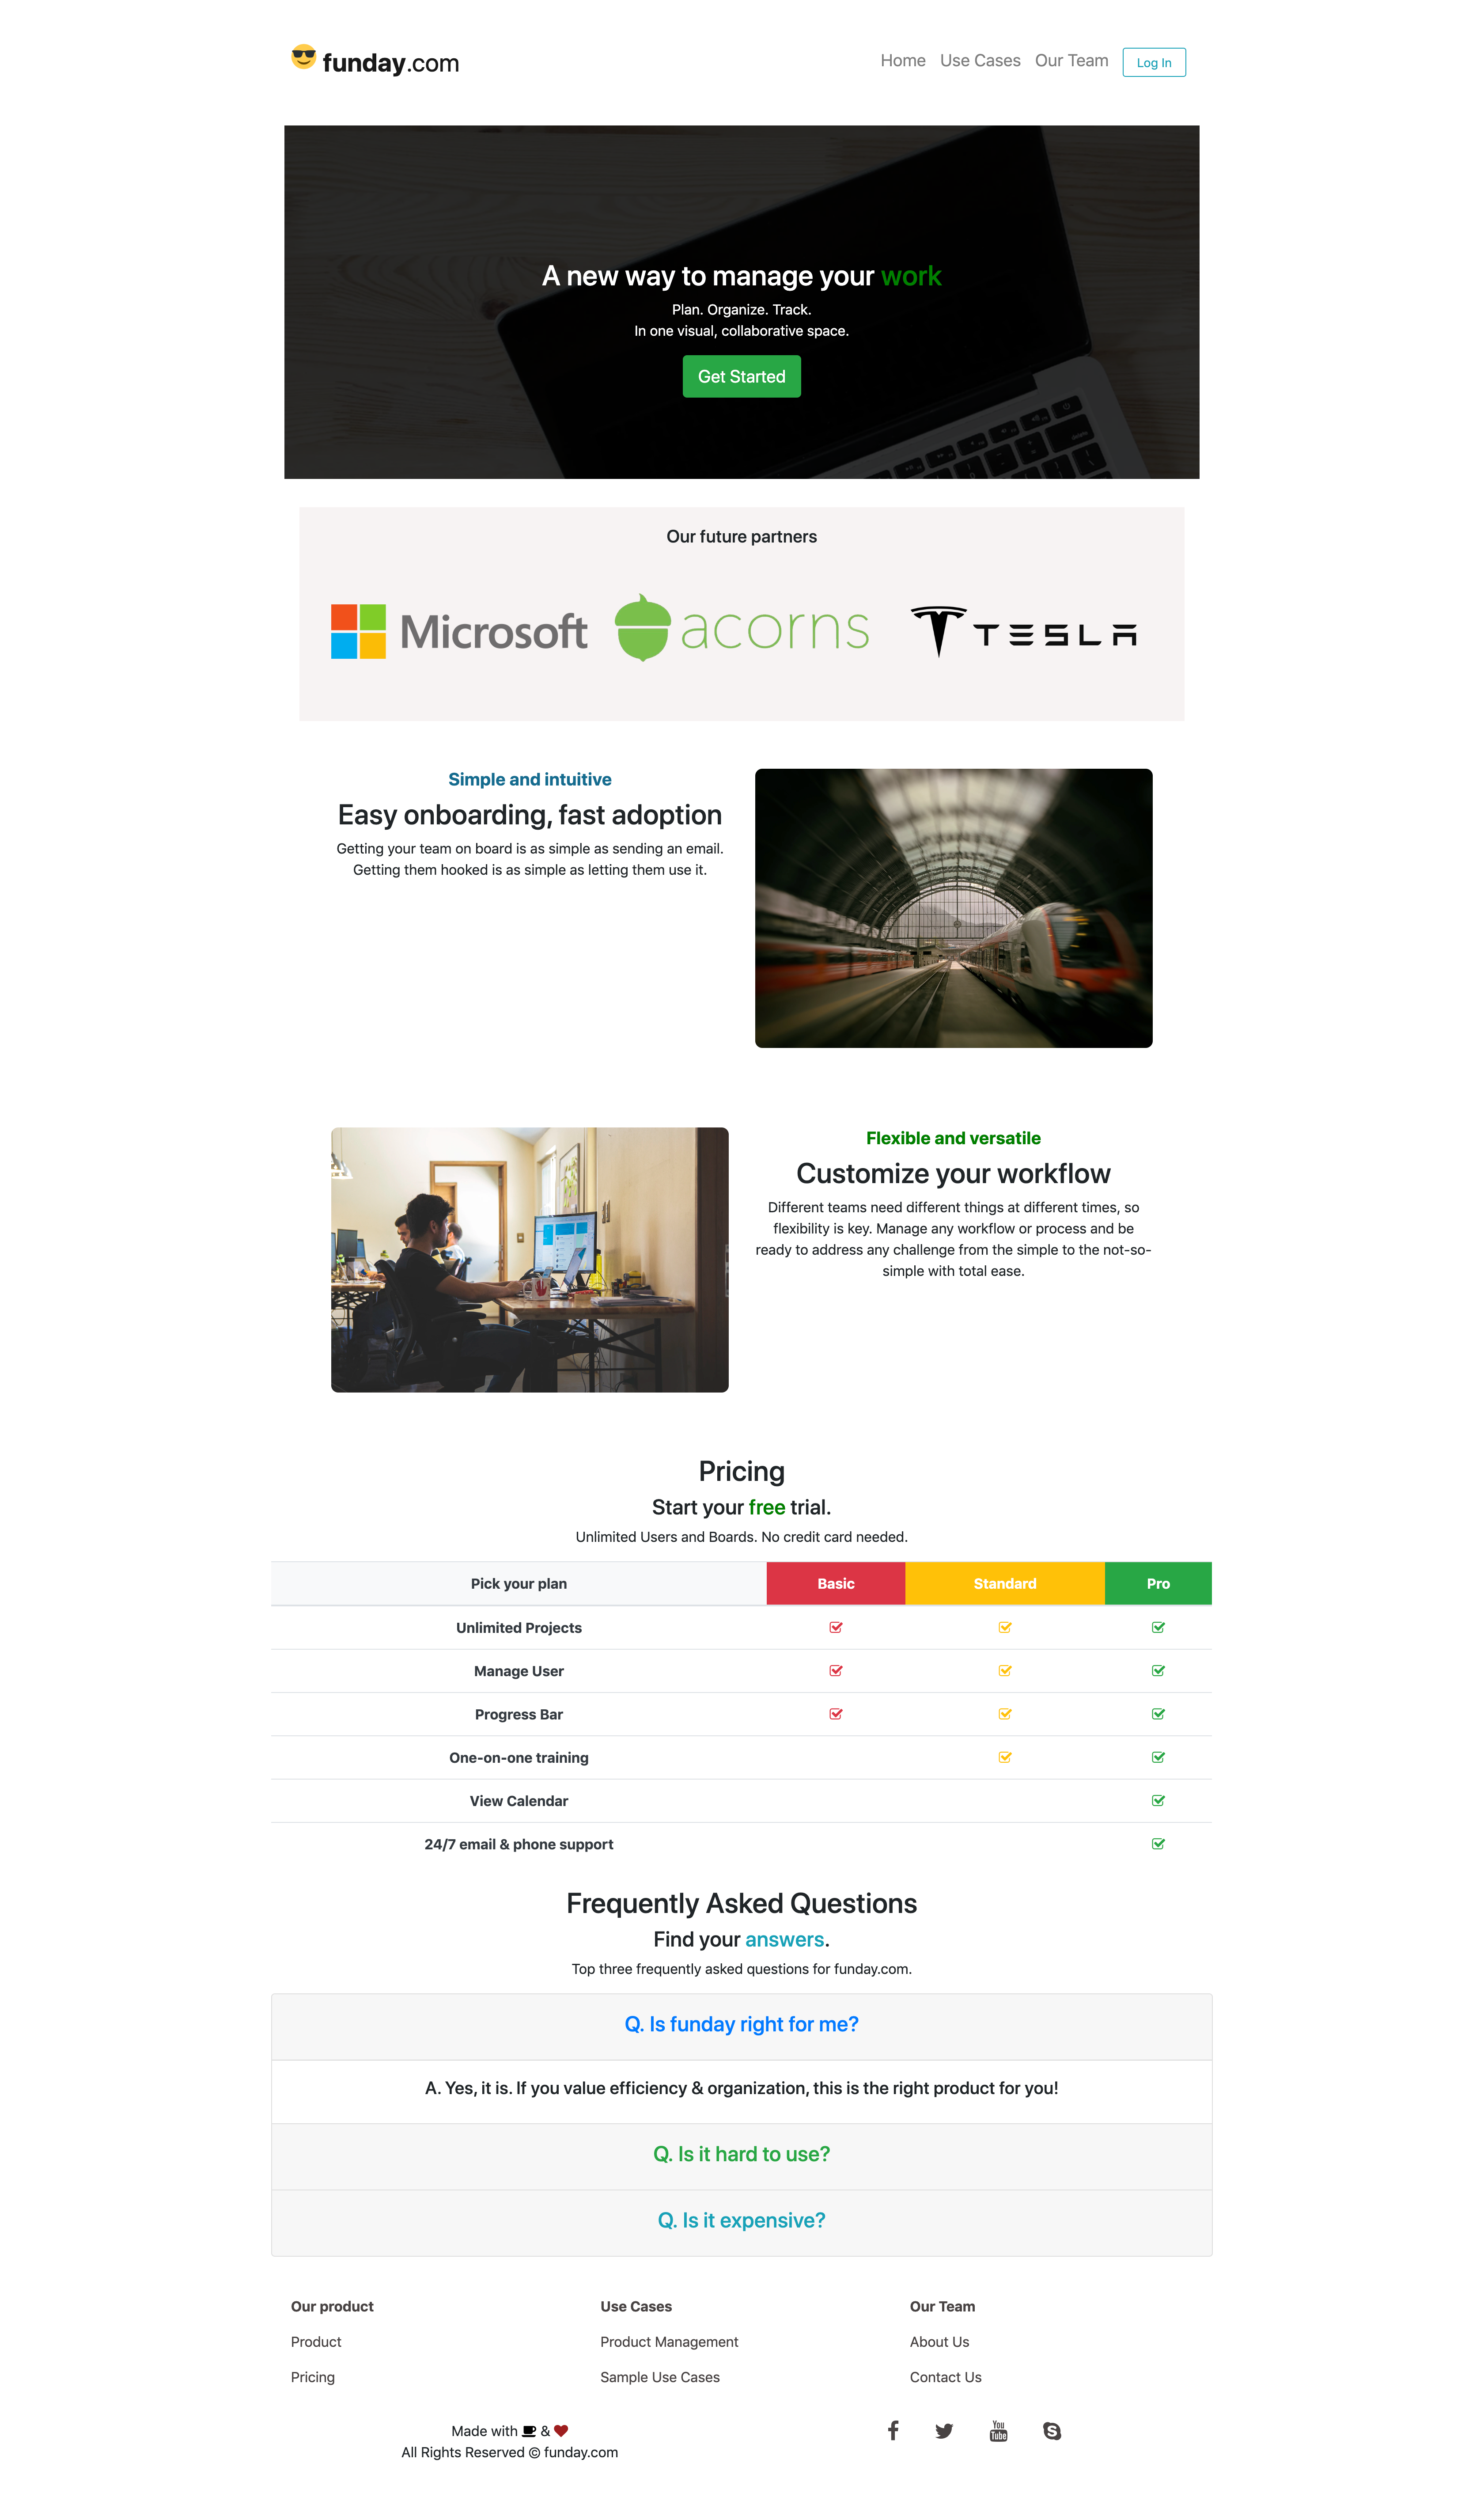 funday.com
Home Use Cases Our Team Log In
A new way to manage your work
Plan. Organize. Track.
In one visual, collaborative space.
Get Started
Our future partners
Microsoft acorns TESLA
Simple and intuitive
Easy onboarding, fast adoption
Getting your team on board is as simple as sending an email.
Getting them hooked is as simple as letting them use it.
Flexible and versatile
Customize your workflow
Different teams need different things at different times, so
flexibility is key. Manage any workflow or process and be
ready to address any challenge from the simple to the not-so-
simple with total ease.
Pricing
Start your free trial.
Unlimited Users and Boards. No credit card needed.
Pick your plan Basic Standard Pro
Unlimited Projects
Manage User
Progress Bar
One-on-one training
View Calendar
24/7 email & phone support
Frequently Asked Questions
Find your answers.
Top three frequently asked questions for funday.com.
Q. Is funday right for me?
A. Yes, it is. If you value efficiency & organization, this is the right product for you!
Q. Is it hard to use?
Q. Is it expensive?
Our product Use Cases Our Team
Product Product Management About Us
Pricing Sample Use Cases Contact Us
Made with & 
All Rights Reserved © funday.com
You Tube